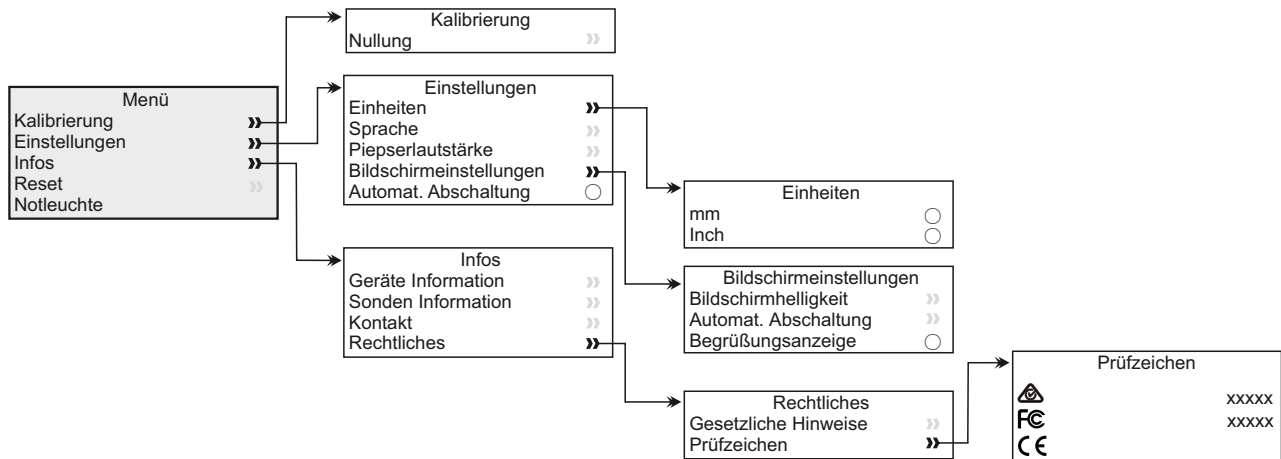 Menü
Kalibrierung
Einstellungen
Infos
Reset
Notleuchte
Kalibrierung
Nullung
Einstellungen
Einheiten
Sprache
Piepserlautstärke
Bildschirmeinstellungen
Automat. Abschaltung
Infos
Geräte Information
Sonden Information
Kontakt
Rechtliches
Einheiten
mm
Inch
Bildschirmeinstellungen
Bildschirmhelligkeit
Automat. Abschaltung
Begrüßungsanzeige
Rechtliches
Gesetzliche Hinweise
Prüfzeichen
Prüfzeichen
xxxxx
FC xxxxx
CE